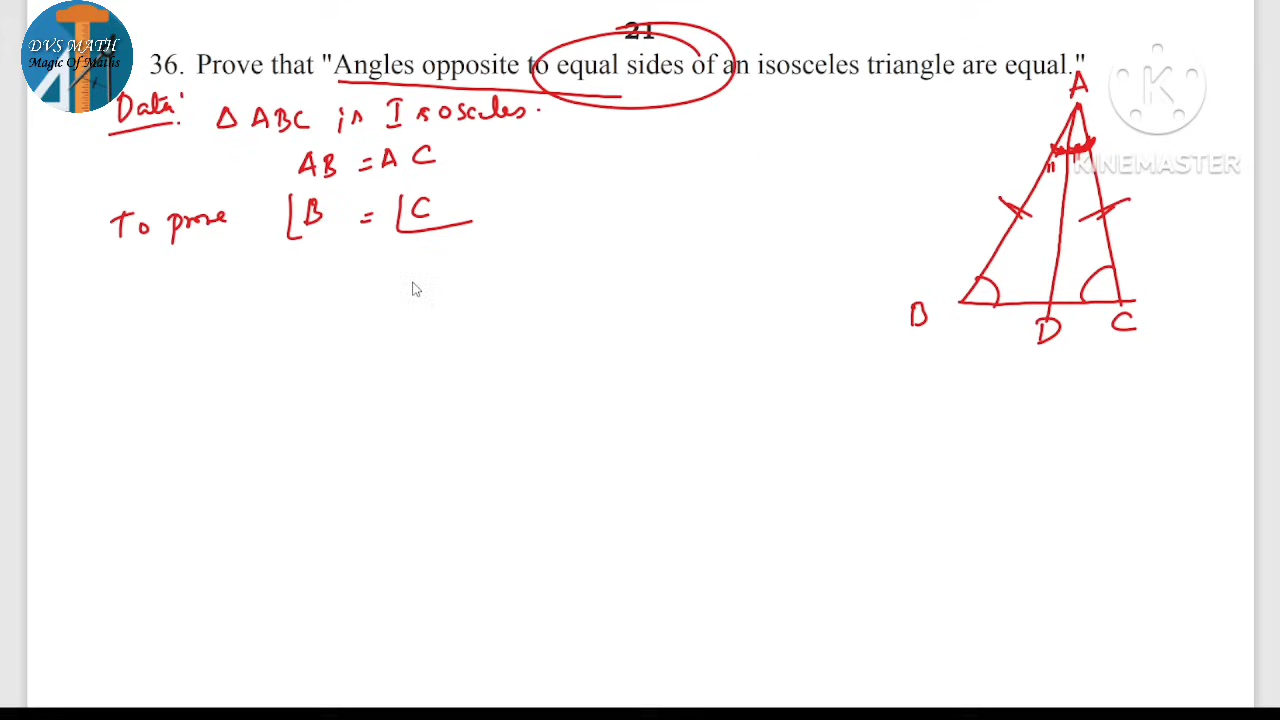 21
DVS MATH
Magic Of Maths
36. Prove that "Angles opposite to equal sides of an isosceles triangle are equal."
Data:
Δ ABC is Isosceles.
AB = AC
To prove ∠B = ∠C
A
B
D
C
K
KINEMASTER